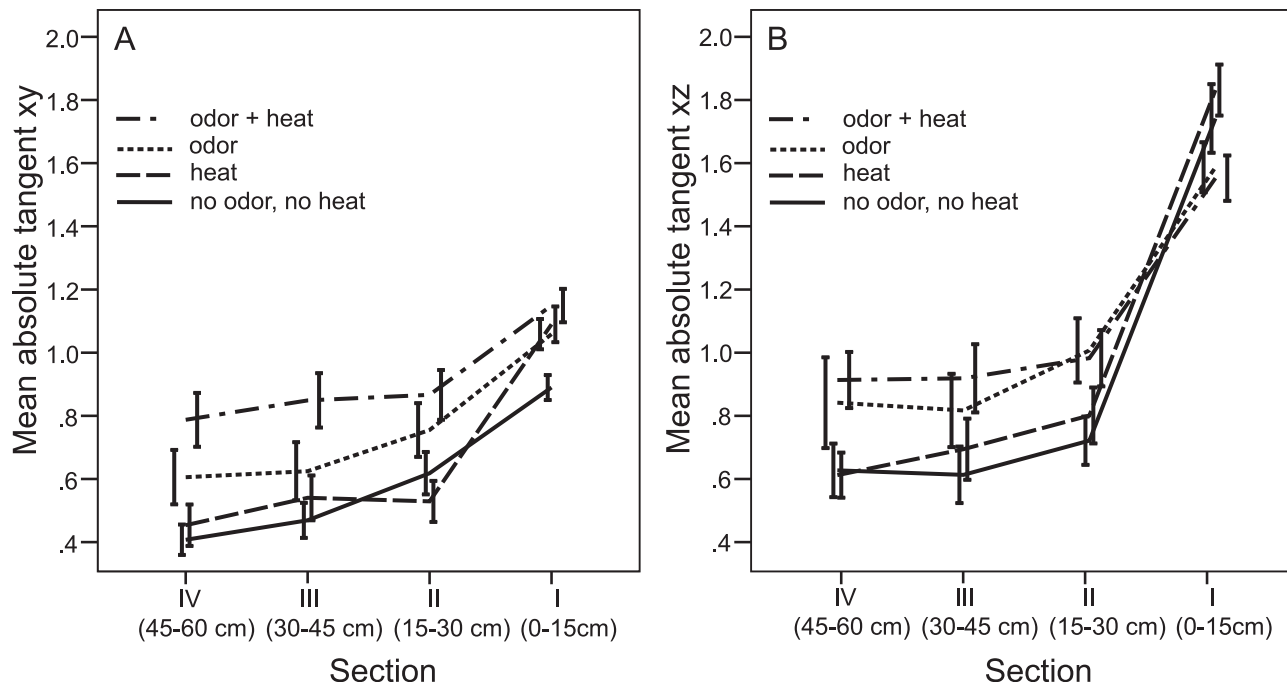 A
Mean absolute tangent xy
2.0
1.8
1.6
1.4
1.2
1.0
.8
.6
.4
odor + heat
odor
heat
no odor, no heat
IV
(45-60 cm)
III
(30-45 cm)
II
(15-30 cm)
I
(0-15cm)
Section
B
Mean absolute tangent xz
2.0
1.8
1.6
1.4
1.2
1.0
.8
.6
.4
odor + heat
odor
heat
no odor, no heat
IV
(45-60 cm)
III
(30-45 cm)
II
(15-30 cm)
I
(0-15cm)
Section